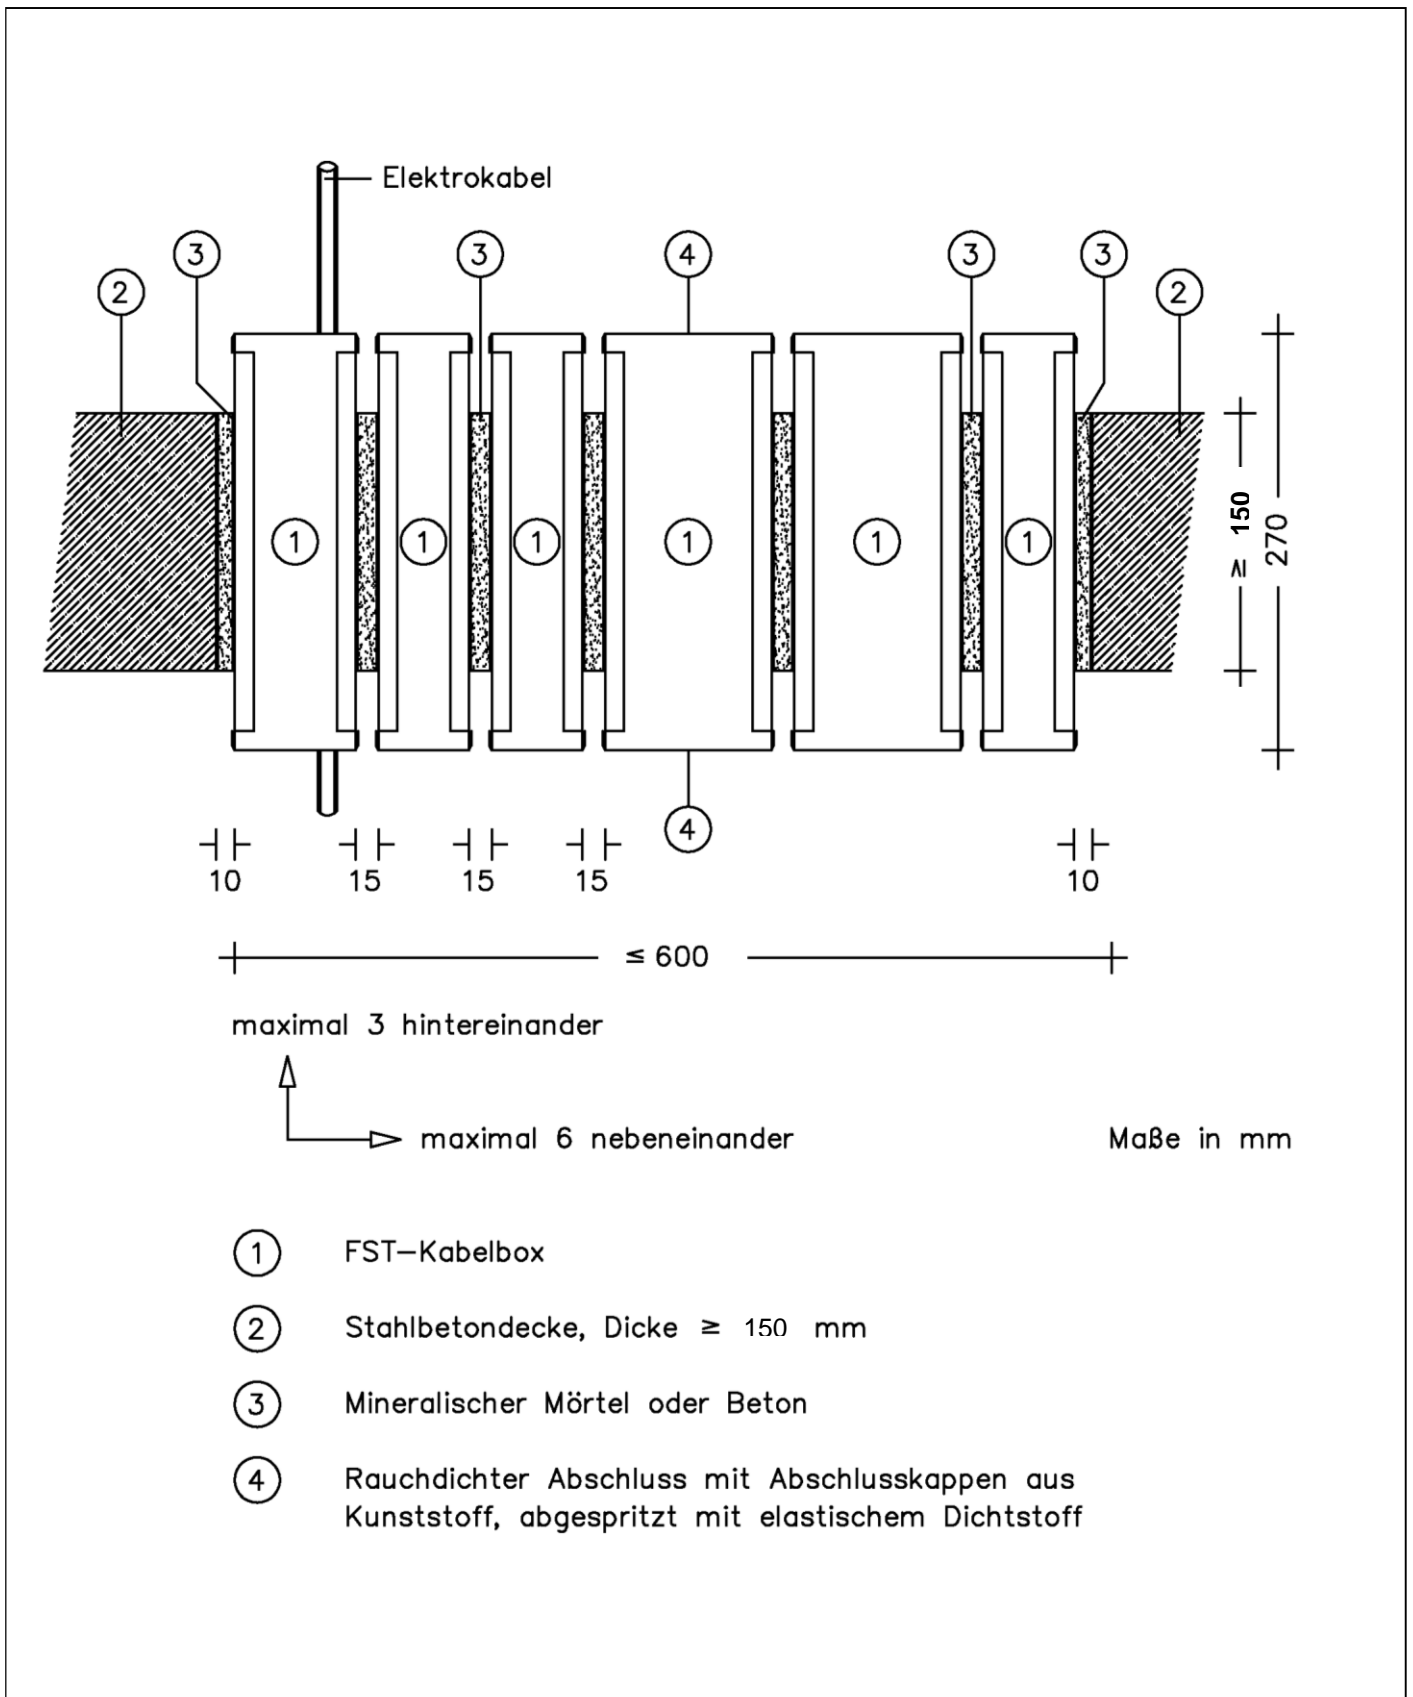 Elektrokabel
3 3 4 3 3
2 2
1 1 1 1 1 1
≥ 150
270
4
10 15 15 15 10
≤ 600
maximal 3 hintereinander
maximal 6 nebeneinander Maße in mm
1 FST-Kabelbox
2 Stahlbetondecke, Dicke ≥ 150 mm
3 Mineralischer Mörtel oder Beton
4 Rauchdichter Abschluss mit Abschlusskappen aus
Kunststoff, abgespritzt mit elastischem Dichtstoff